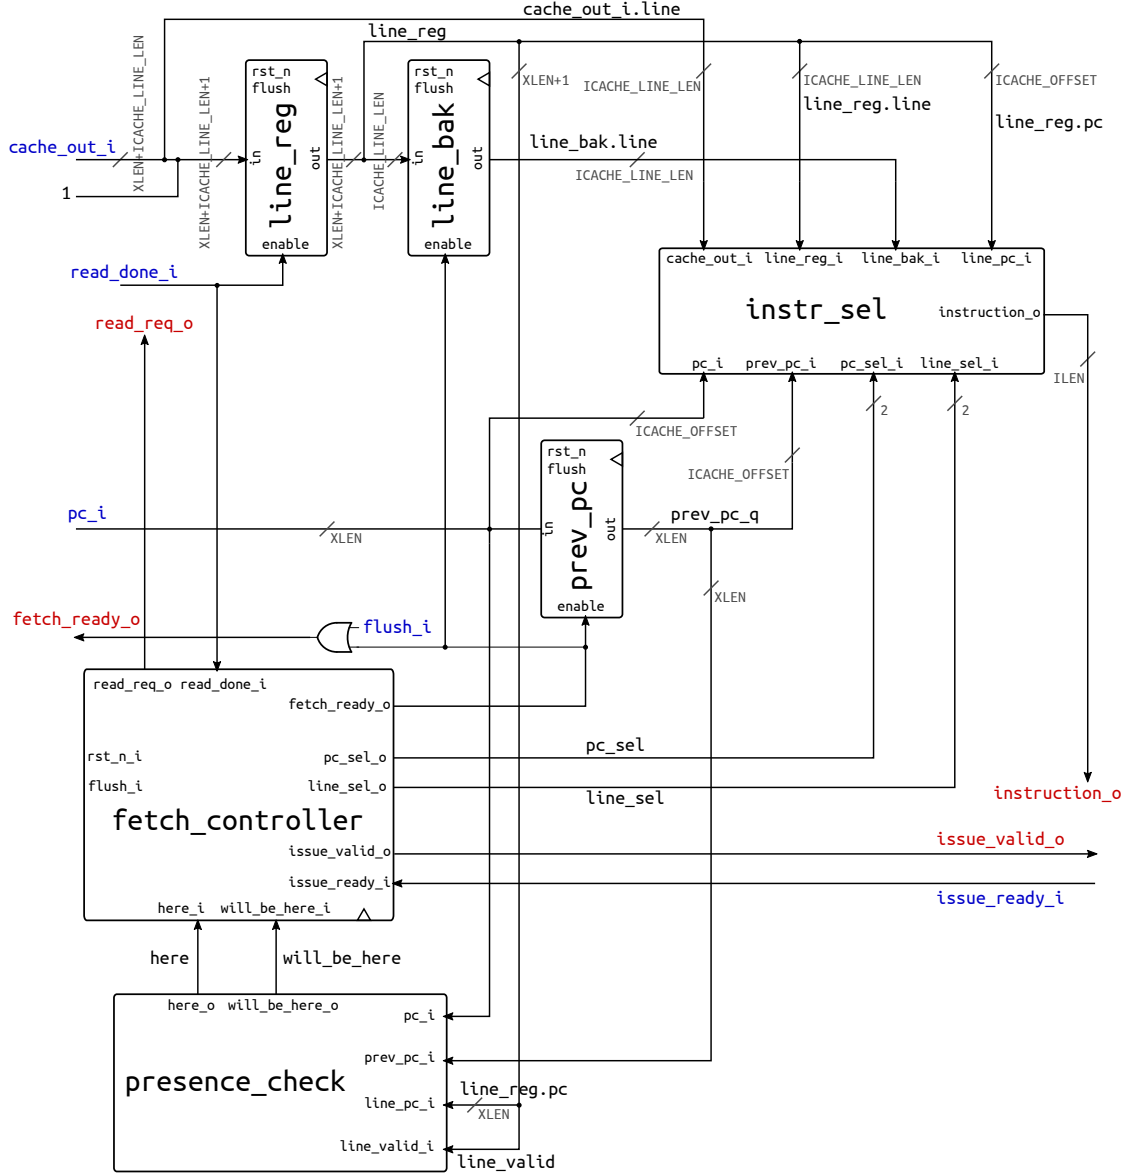 cache_out_i.line
line_reg
XLEN+ICACHE_LINE_LEN
XLEN+ICACHE_LINE_LEN+1
XLEN+ICACHE_LINE_LEN+1
ICACHE_LINE_LEN
rst_n
flush
line_reg
in
out
enable
rst_n
flush
line_bak
in
out
enable
XLEN+1
ICACHE_LINE_LEN
ICACHE_LINE_LEN
line_reg.line
ICACHE_OFFSET
line_reg.pc
cache_out_i
1
line_bak.line
ICACHE_LINE_LEN
read_done_i
read_req_o
cache_out_i line_reg_i line_bak_i line_pc_i
instr_sel
instruction_o
pc_i prev_pc_i pc_sel_i line_sel_i
ILEN
2
2
ICACHE_OFFSET
ICACHE_OFFSET
rst_n
flush
prev_pc
in
out
enable
pc_i
XLEN
prev_pc_q
XLEN
XLEN
fetch_ready_o
flush_i
read_req_o read_done_i
fetch_ready_o
rst_n_i
pc_sel_o
pc_sel
flush_i
line_sel_o
line_sel
fetch_controller
instruction_o
issue_valid_o
issue_valid_o
issue_ready_i
issue_ready_i
here_i will_be_here_i
here
will_be_here
here_o will_be_here_o
pc_i
prev_pc_i
presence_check
line_reg.pc
line_pc_i
XLEN
line_valid_i
line_valid